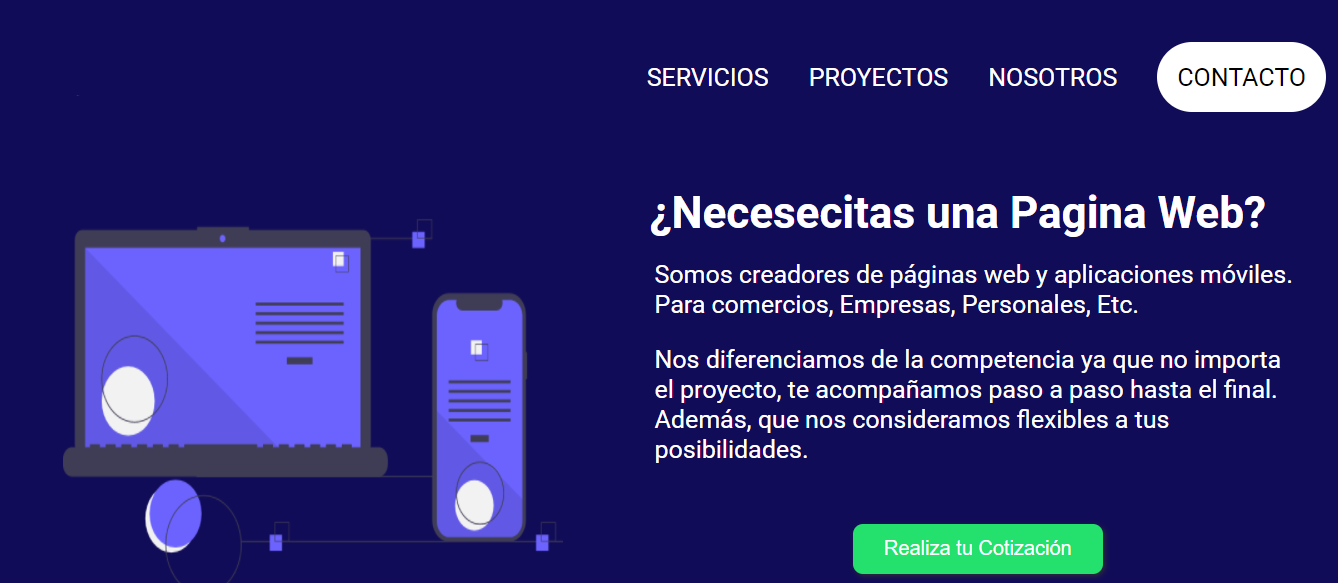 SERVICIOS PROYECTOS NOSOTROS CONTACTO
¿Necesecitas una Pagina Web?
Somos creadores de páginas web y aplicaciones móviles.
Para comercios, Empresas, Personales, Etc.
Nos diferenciamos de la competencia ya que no importa
el proyecto, te acompañamos paso a paso hasta el final.
Además, que nos consideramos flexibles a tus
posibilidades.
Realiza tu Cotización